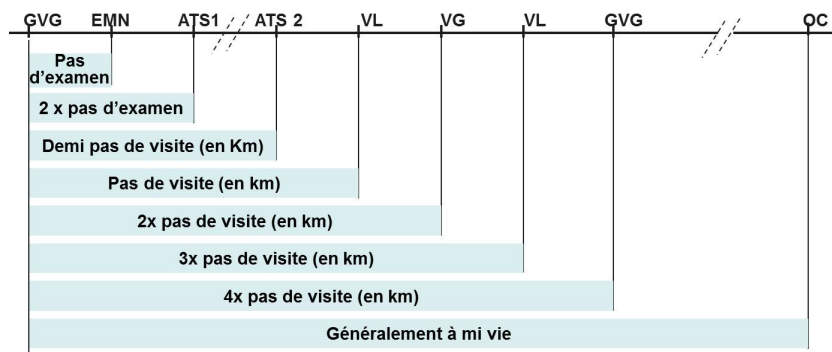 GVG EMN ATS1 ATS 2 VL VG VL GVG OC
Pas
d’examen
2 x pas d’examen
Demi pas de visite (en Km)
Pas de visite (en km)
2x pas de visite (en km)
3x pas de visite (en km)
4x pas de visite (en km)
Généralement à mi vie